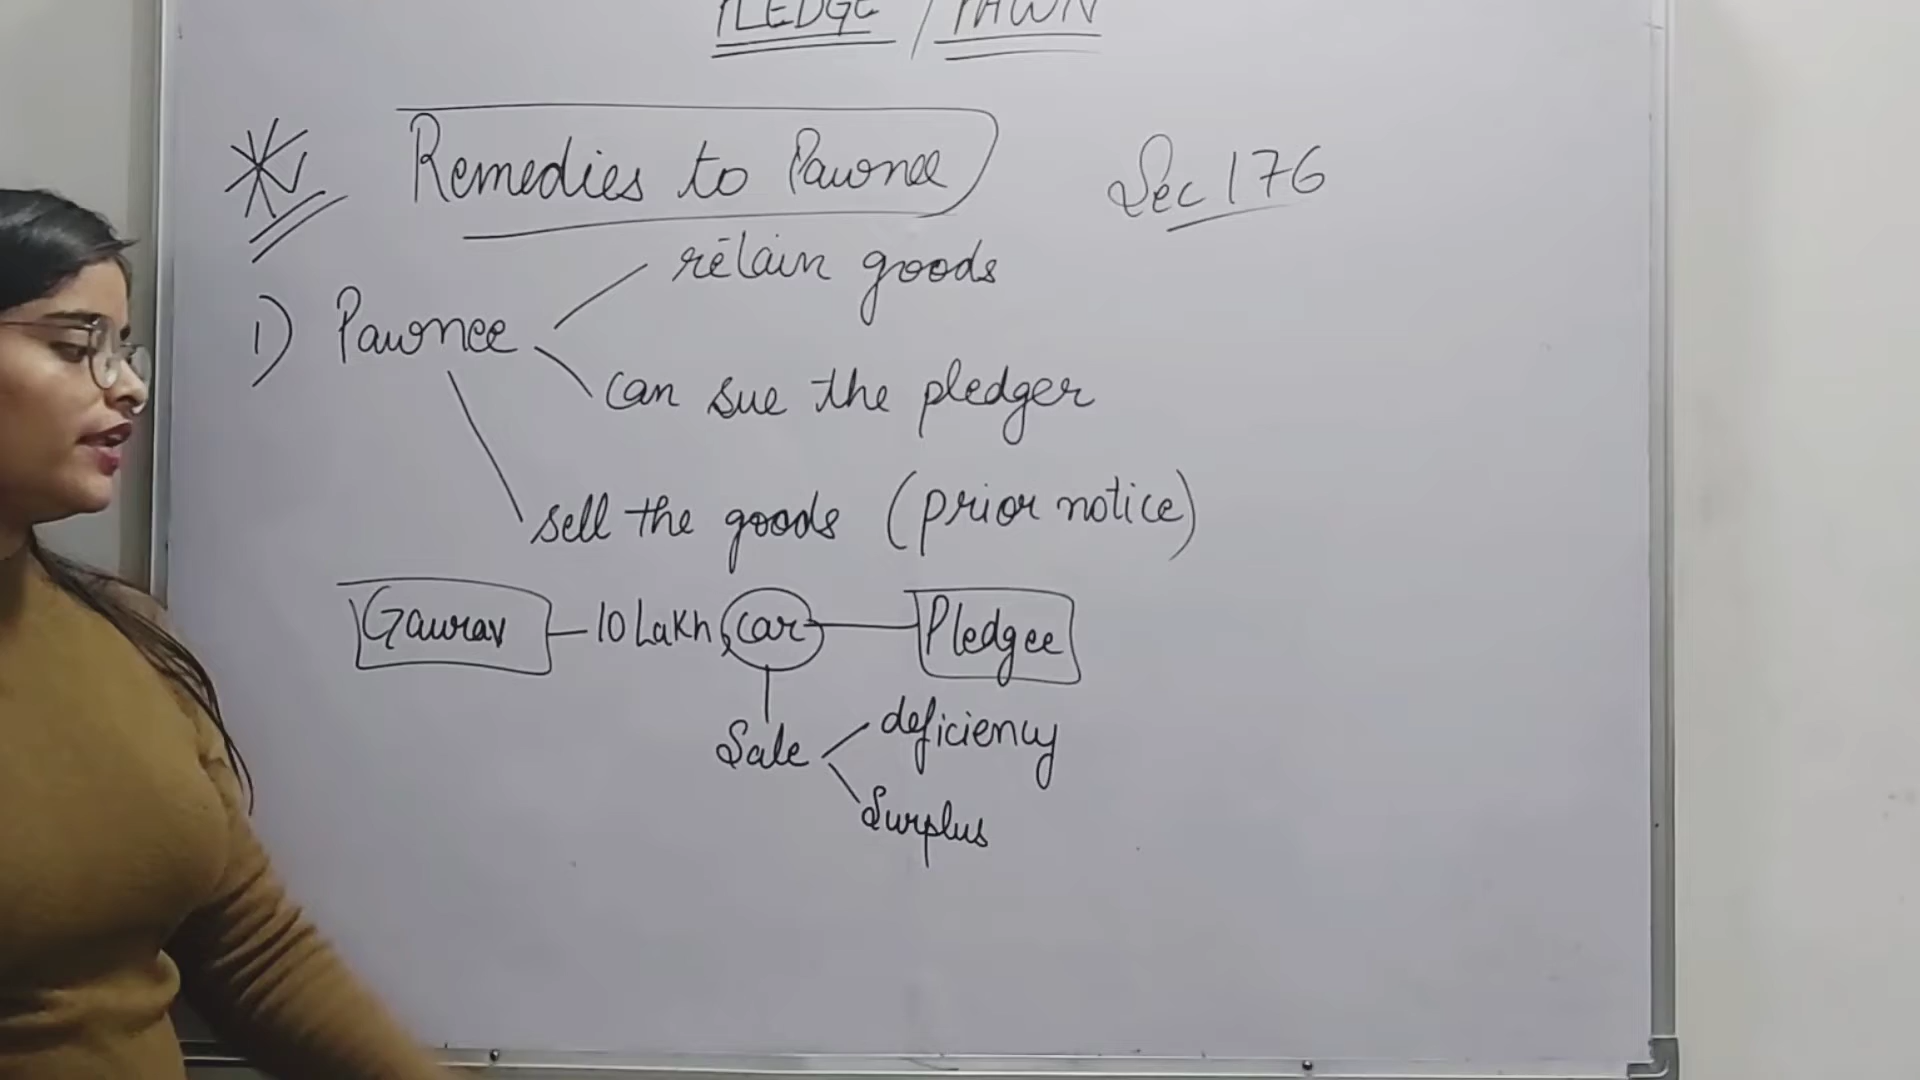 PLEDGE / PAWN
Remedies to Pawnee Sec 176
retain goods
1) Pawnee
can sue the pledger
sell the goods (prior notice)
Gaurav - 10 Lakh, car Pledgee
deficiency
Sale
Surplus